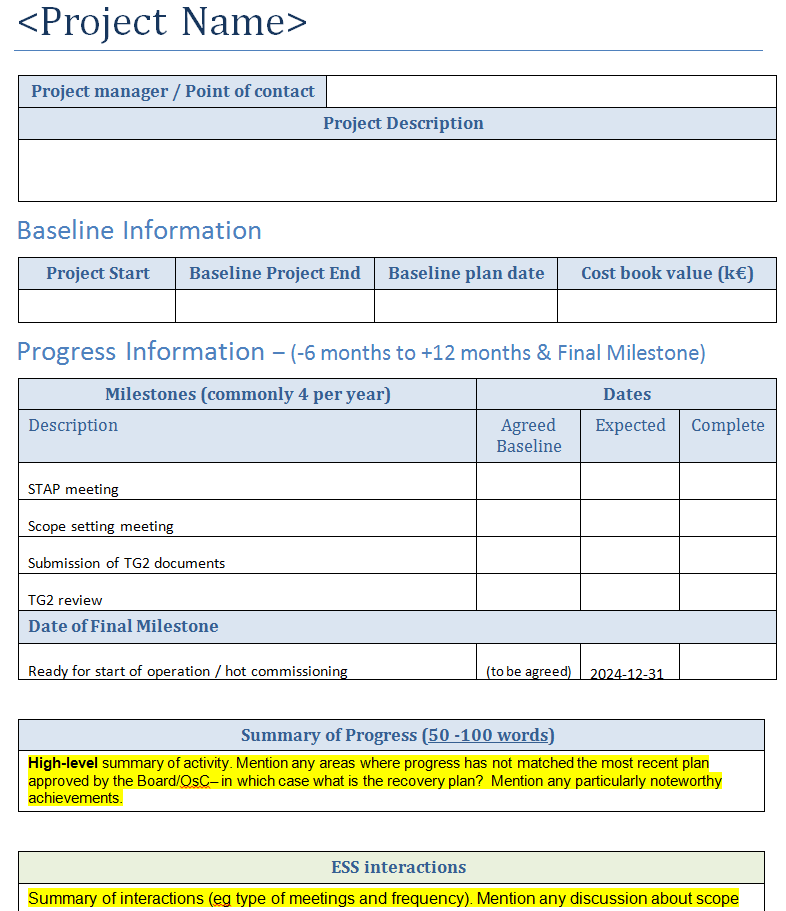 <Project Name>
Project manager / Point of contact
Project Description
Baseline Information
Project Start Baseline Project End Baseline plan date Cost book value (k€)
Progress Information – (-6 months to +12 months & Final Milestone)
Milestones (commonly 4 per year) Dates
Description Agreed Baseline Expected Complete
STAP meeting
Scope setting meeting
Submission of TG2 documents
TG2 review
Date of Final Milestone
Ready for start of operation / hot commissioning (to be agreed) 2024-12-31
Summary of Progress (50 -100 words)
High-level summary of activity. Mention any areas where progress has not matched the most recent plan
approved by the Board/OsC– in which case what is the recovery plan?  Mention any particularly noteworthy
achievements.
ESS interactions
Summary of interactions (eg type of meetings and frequency). Mention any discussion about scope